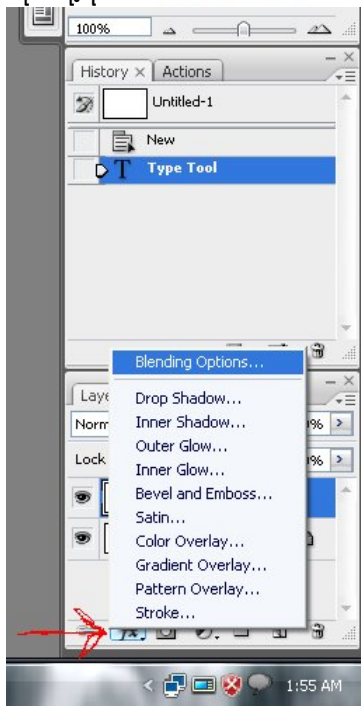 100%
History × Actions
Untitled-1
New
Type Tool
Blending Options...
Drop Shadow...
Inner Shadow...
Outer Glow...
Inner Glow...
Bevel and Emboss...
Satin...
Color Overlay...
Gradient Overlay...
Pattern Overlay...
Stroke...
Lock
fx.
1:55 AM